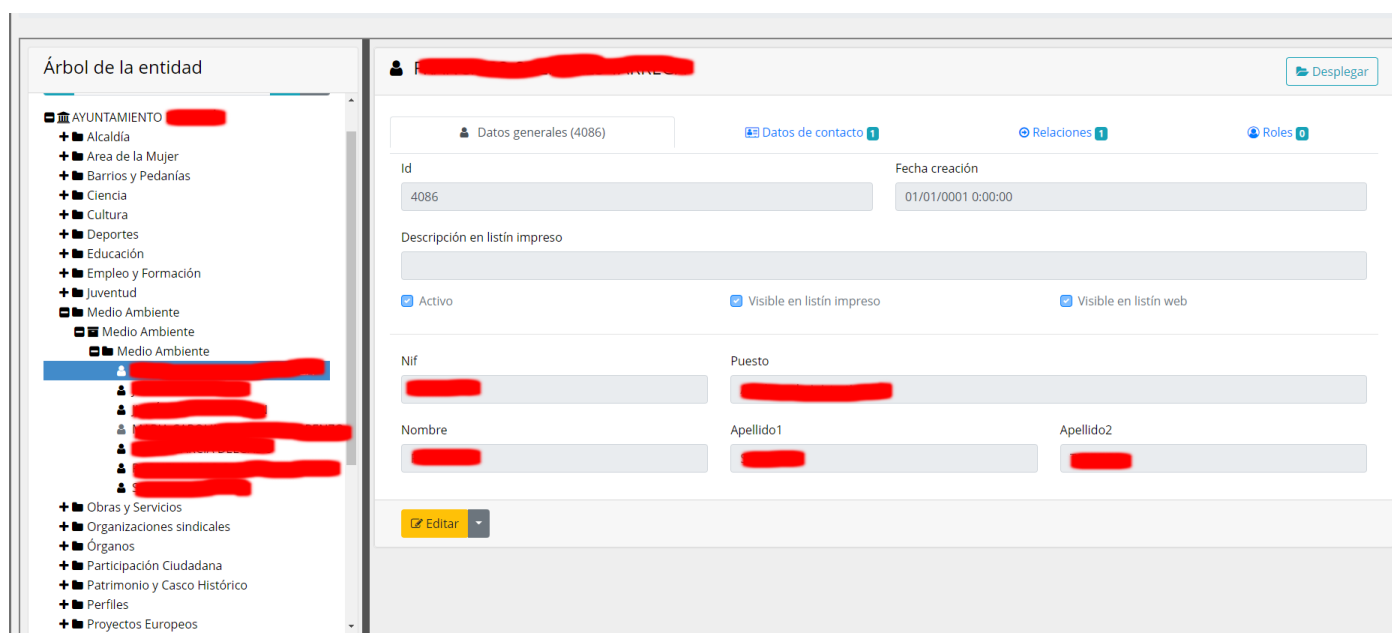 Árbol de la entidad
AYUNTAMIENTO
Alcaldía
Area de la Mujer
Barrios y Pedanías
Ciencia
Cultura
Deportes
Educación
Empleo y Formación
Juventud
Medio Ambiente
Medio Ambiente
Medio Ambiente
Obras y Servicios
Organizaciones sindicales
Órganos
Participación Ciudadana
Patrimonio y Casco Histórico
Perfiles
Proyectos Europeos
Desplegar
Datos generales (4086) Datos de contacto 1 Relaciones 1 Roles 0
Id Fecha creación
4086 01/01/0001 0:00:00
Descripción en listín impreso
Activo Visible en listín impreso Visible en listín web
Nif Puesto
Nombre Apellido1 Apellido2
Editar